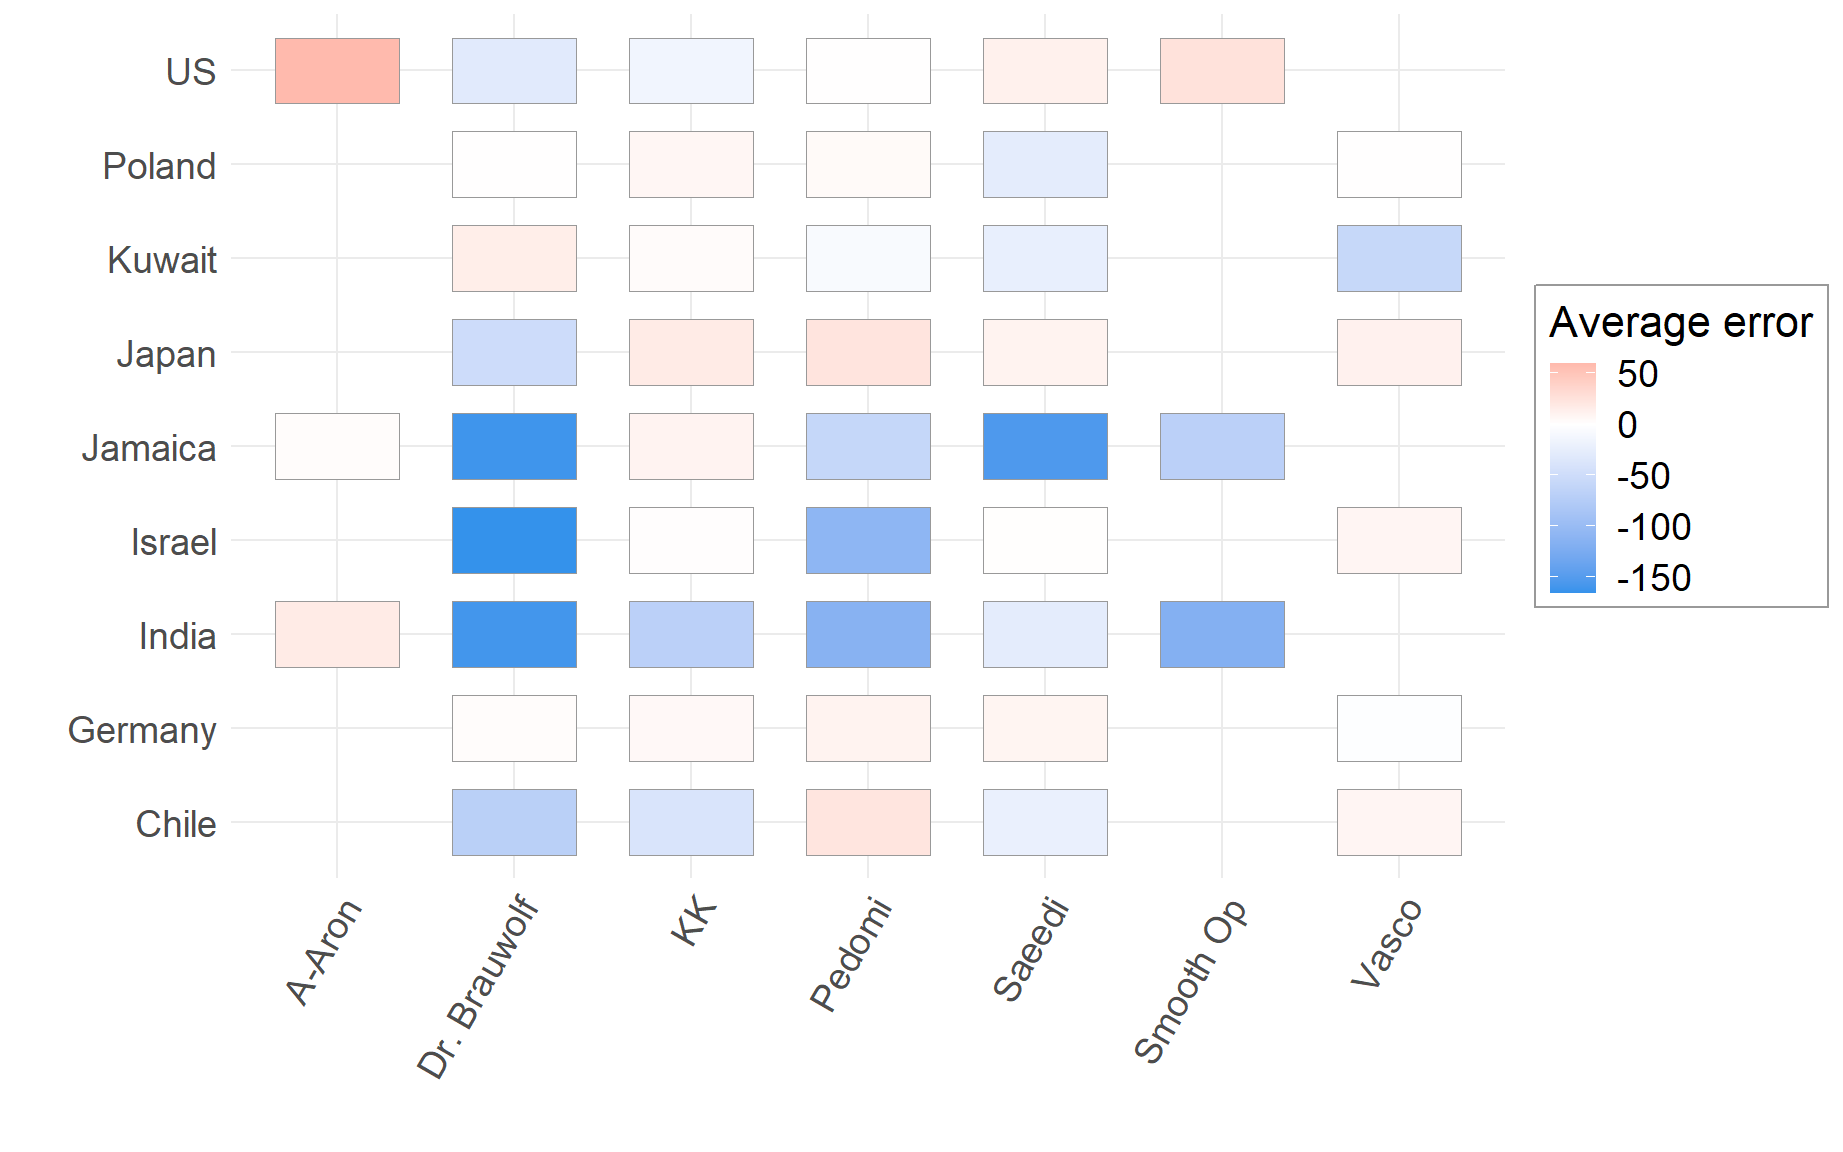 US
Poland
Kuwait
Japan
Jamaica
Israel
India
Germany
Chile
A-Aron
Dr. Brauwolf
KK
Pedomi
Saeedi
Smooth Op
Vasco
Average error
50
0
-50
-100
-150